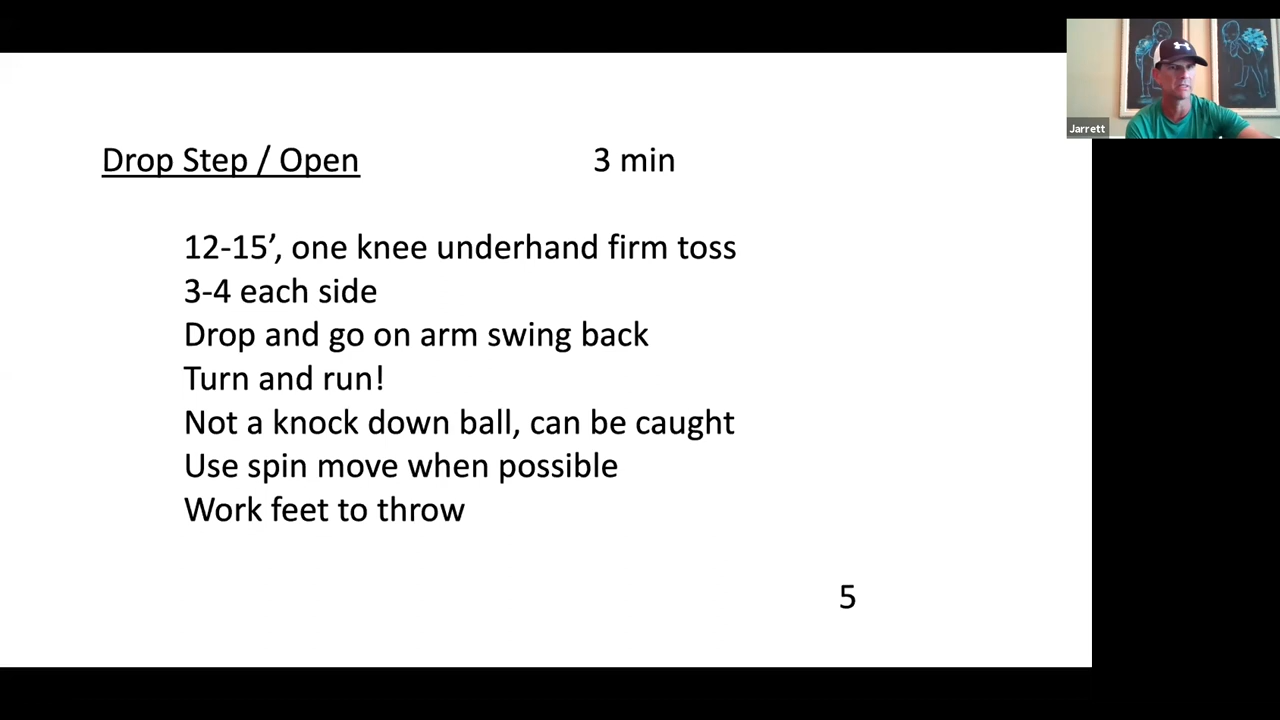 Jarrett
Drop Step / Open 3 min
12-15’, one knee underhand firm toss
3-4 each side
Drop and go on arm swing back
Turn and run!
Not a knock down ball, can be caught
Use spin move when possible
Work feet to throw
5